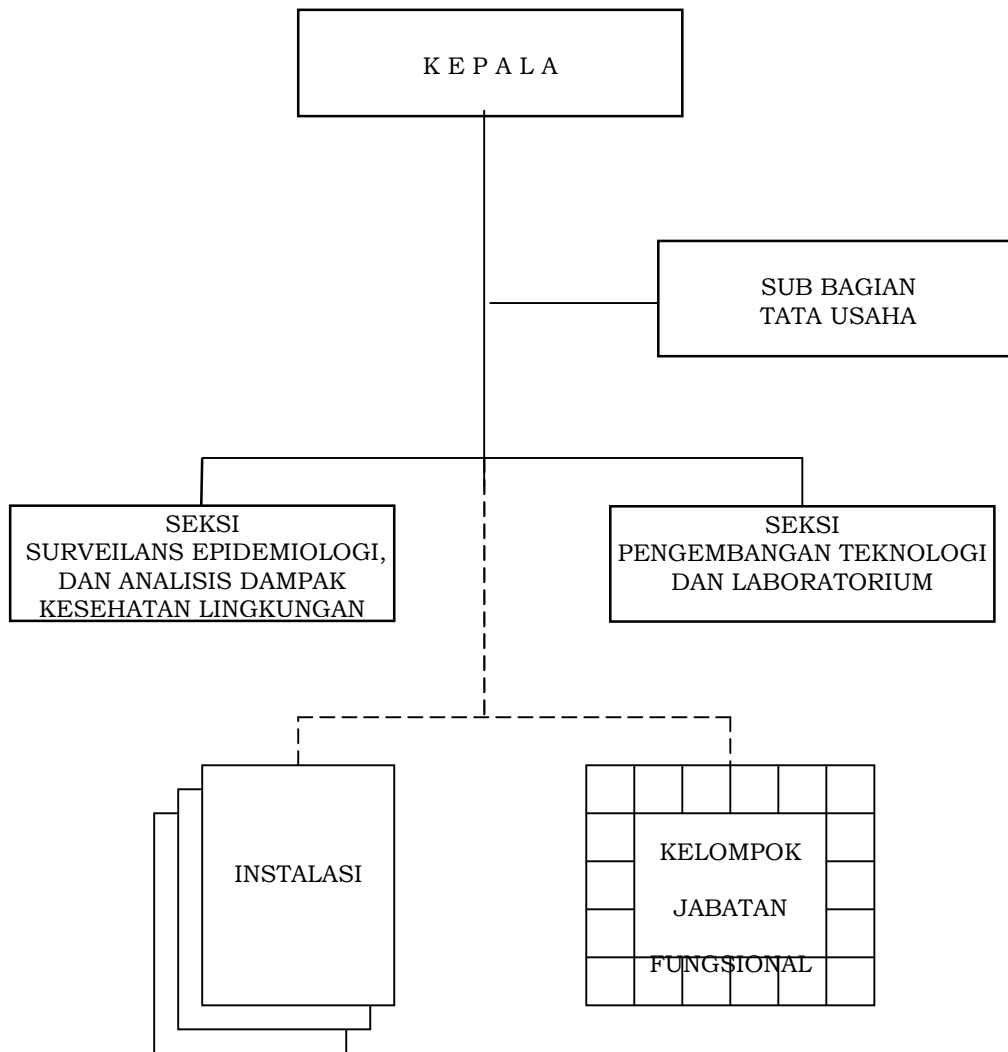 K E P A L A
SUB BAGIAN
TATA USAHA
SEKSI
SURVEILANS EPIDEMIOLOGI,
DAN ANALISIS DAMPAK
KESEHATAN LINGKUNGAN
SEKSI
PENGEMBANGAN TEKNOLOGI
DAN LABORATORIUM
INSTALASI
KELOMPOK
JABATAN
FUNGSIONAL